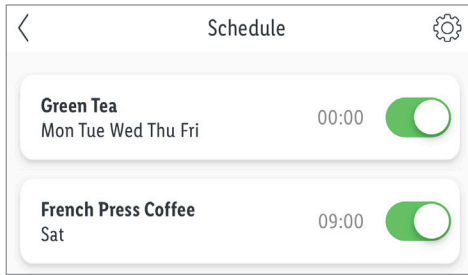 Schedule
Green Tea
00:00
Mon Tue Wed Thu Fri
French Press Coffee
09:00
Sat